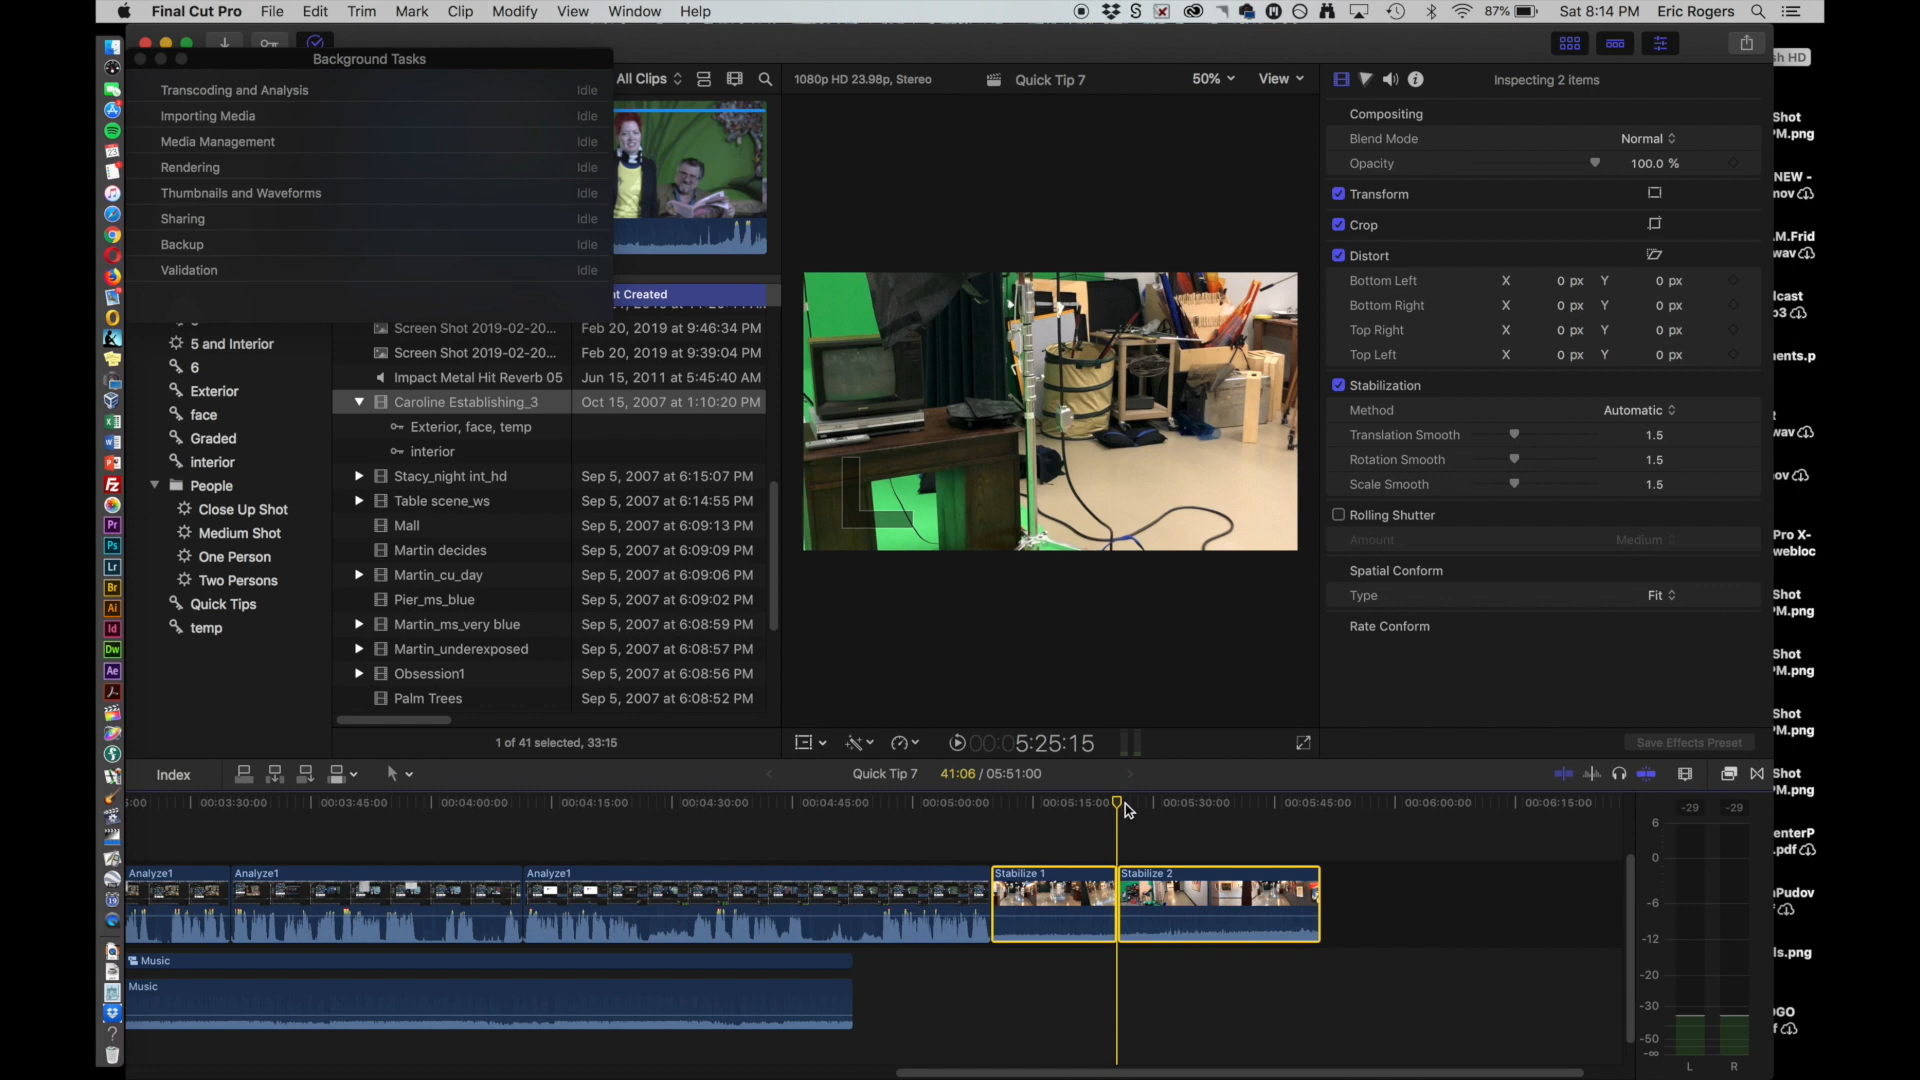 Final Cut Pro File Edit Trim Mark Clip Modify View Window Help
87% Sat 8:14 PM Eric Rogers
Background Tasks
Transcoding and Analysis Idle
Importing Media Idle
Media Management Idle
Rendering Idle
Thumbnails and Waveforms Idle
Sharing Idle
Backup Idle
Validation Idle
5 and Interior
6
Exterior
face
Graded
interior
People
Close Up Shot
Medium Shot
One Person
Two Persons
Quick Tips
temp
All Clips
nt Created
Screen Shot 2019-02-20... Feb 20, 2019 at 9:46:34 PM
Screen Shot 2019-02-20... Feb 20, 2019 at 9:39:04 PM
Impact Metal Hit Reverb 05 Jun 15, 2011 at 5:45:40 AM
Caroline Establishing_3 Oct 15, 2007 at 1:10:20 PM
Exterior, face, temp
interior
Stacy_night int_hd Sep 5, 2007 at 6:15:07 PM
Table scene_ws Sep 5, 2007 at 6:14:55 PM
Mall Sep 5, 2007 at 6:09:13 PM
Martin decides Sep 5, 2007 at 6:09:09 PM
Martin_cu_day Sep 5, 2007 at 6:09:06 PM
Pier_ms_blue Sep 5, 2007 at 6:09:02 PM
Martin_ms_very blue Sep 5, 2007 at 6:08:59 PM
Martin_underexposed Sep 5, 2007 at 6:08:57 PM
Obsession1 Sep 5, 2007 at 6:08:56 PM
Palm Trees Sep 5, 2007 at 6:08:52 PM
1 of 41 selected, 33:15
1080p HD 23.98p, Stereo Quick Tip 7 50% View
00:05:25:15
Inspecting 2 items
Compositing
Blend Mode Normal
Opacity 100.0 %
Transform
Crop
Distort
Bottom Left X 0 px Y 0 px
Bottom Right X 0 px Y 0 px
Top Right X 0 px Y 0 px
Top Left X 0 px Y 0 px
Stabilization
Method Automatic
Translation Smooth 1.5
Rotation Smooth 1.5
Scale Smooth 1.5
Rolling Shutter
Amount Medium
Spatial Conform
Type Fit
Rate Conform
Save Effects Preset
sh HD
Shot
PM.png
NEW -
mov
.M.Frid
wav
lcast
p3
nents.p
wav
ov
Pro X-
webloc
Shot
PM.png
Shot
PM.png
Shot
PM.png
Shot
PM.png
enterP
.pdf
aPudov
f
ls.png
OGO
f
Index
Quick Tip 7 41:06 / 05:51:00
5:00 00:03:30:00 00:03:45:00 00:04:00:00 00:04:15:00 00:04:30:00 00:04:45:00 00:05:00:00 00:05:15:00 00:05:30:00 00:05:45:00 00:06:00:00 00:06:15:00
Analyze1 Analyze1 Analyze1 Stabilize 1 Stabilize 2
Music
Music
-29 -29
6
0
-6
-12
-20
-30
-50
-∞
L R
Pr
Ps
Lr
Br
Ai
Id
Dw
Ae